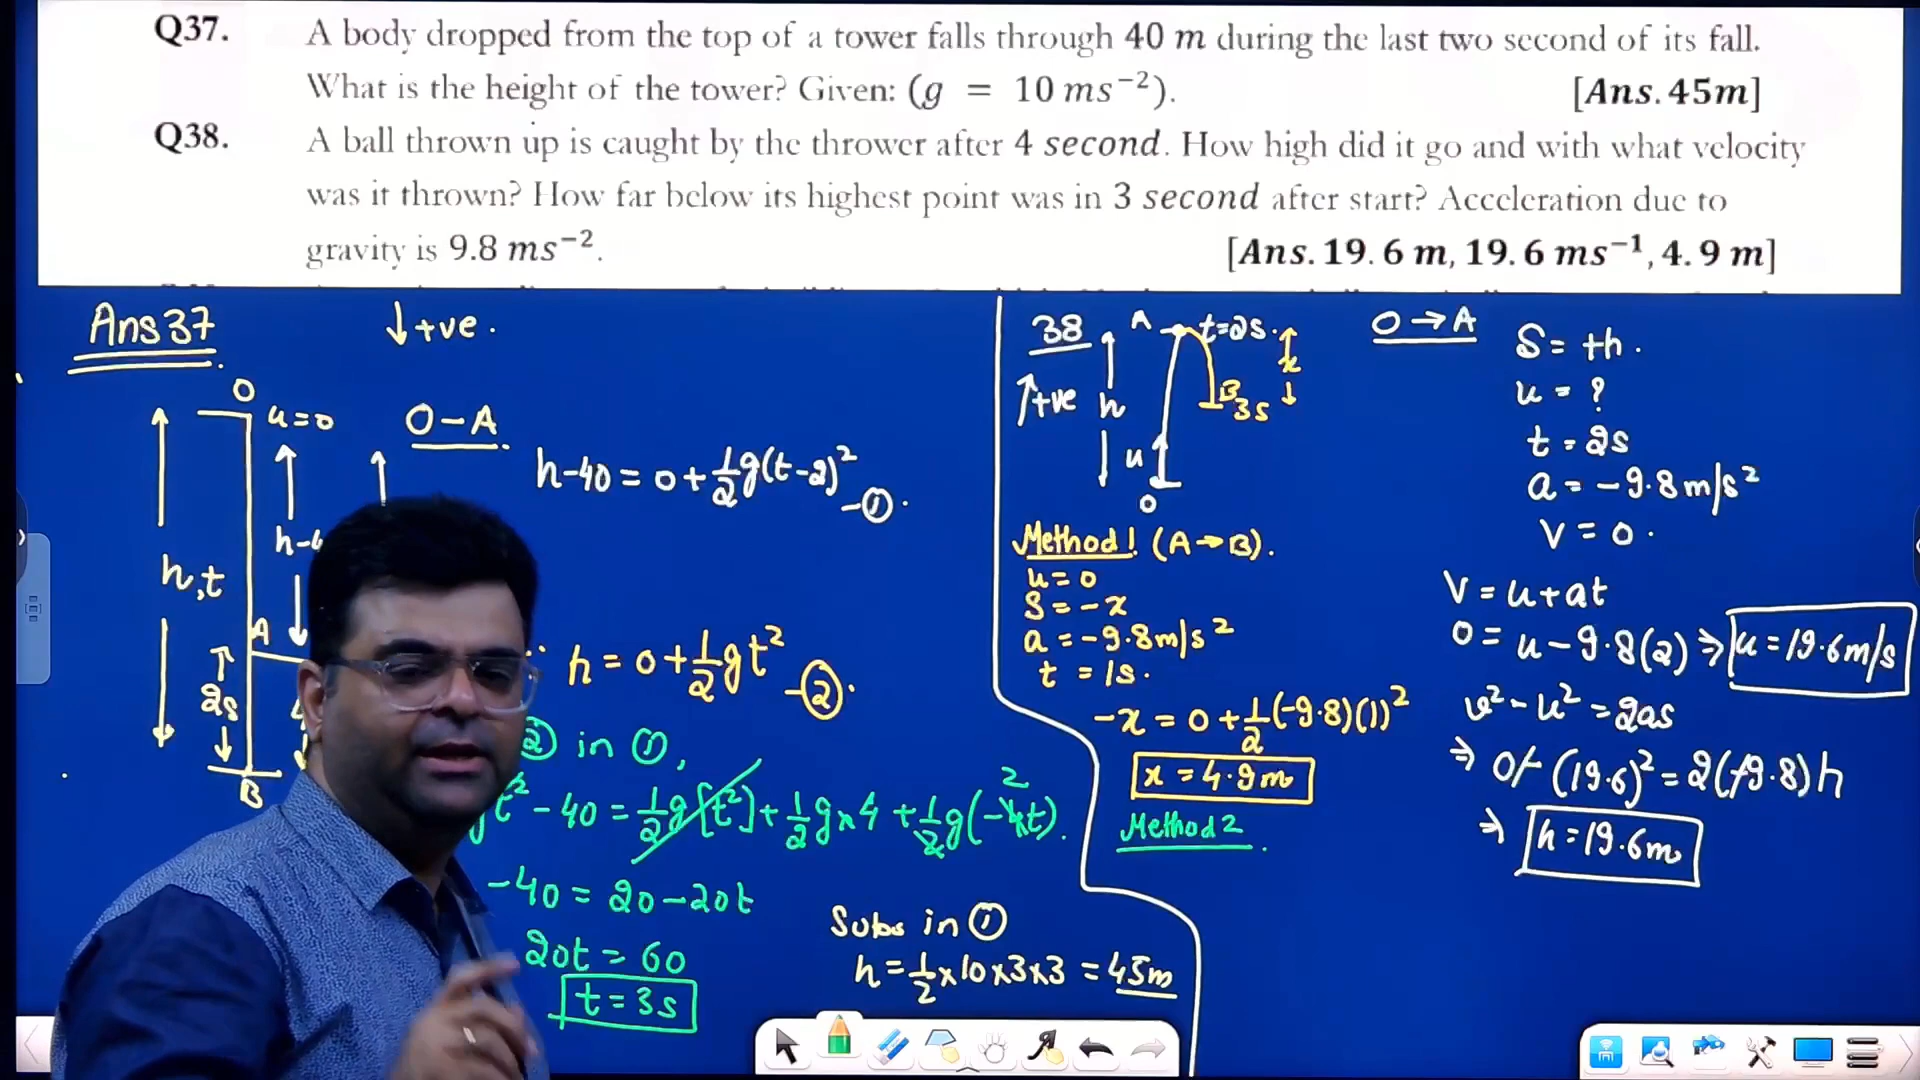 Q37. A body dropped from the top of a tower falls through 40 m during the last two second of its fall.
What is the height of the tower? Given: (g = 10 ms⁻²). [Ans. 45m]
Q38. A ball thrown up is caught by the thrower after 4 second. How high did it go and with what velocity
was it thrown? How far below its highest point was in 3 second after start? Acceleration due to
gravity is 9.8 ms⁻². [Ans. 19. 6 m, 19. 6 ms⁻¹, 4. 9 m]
Ans 37
↓+ve.
O
u=0
O-A
h-40 = 0+½g(t-2)² -①.
h,t
A
2s
B
h = 0+½gt² -②.
② in ①,
t² - 40 = ½g[t²]+½g×4 +½g(-4t).
2
-40 = 20-20t
20t = 60
t = 3s
Subs in ①
h=½×10×3×3 = 45m
38
↑+ve
h
u
O
A
t=2s.
x
B
3s
Method 1 (A→B).
u=0
S=-x
a=-9.8m/s²
t = 1s.
-x = 0+½(-9.8)(1)²
x = 4.9m
Method 2
O→A
S= +h.
u = ?
t = 2s
a = -9.8m/s²
V = 0.
V = u+at
0 = u-9.8(2) ⇒ u=19.6m/s
v²-u² = 2as
⇒ 0-(19.6)² = 2(-9.8)h
⇒ h=19.6m